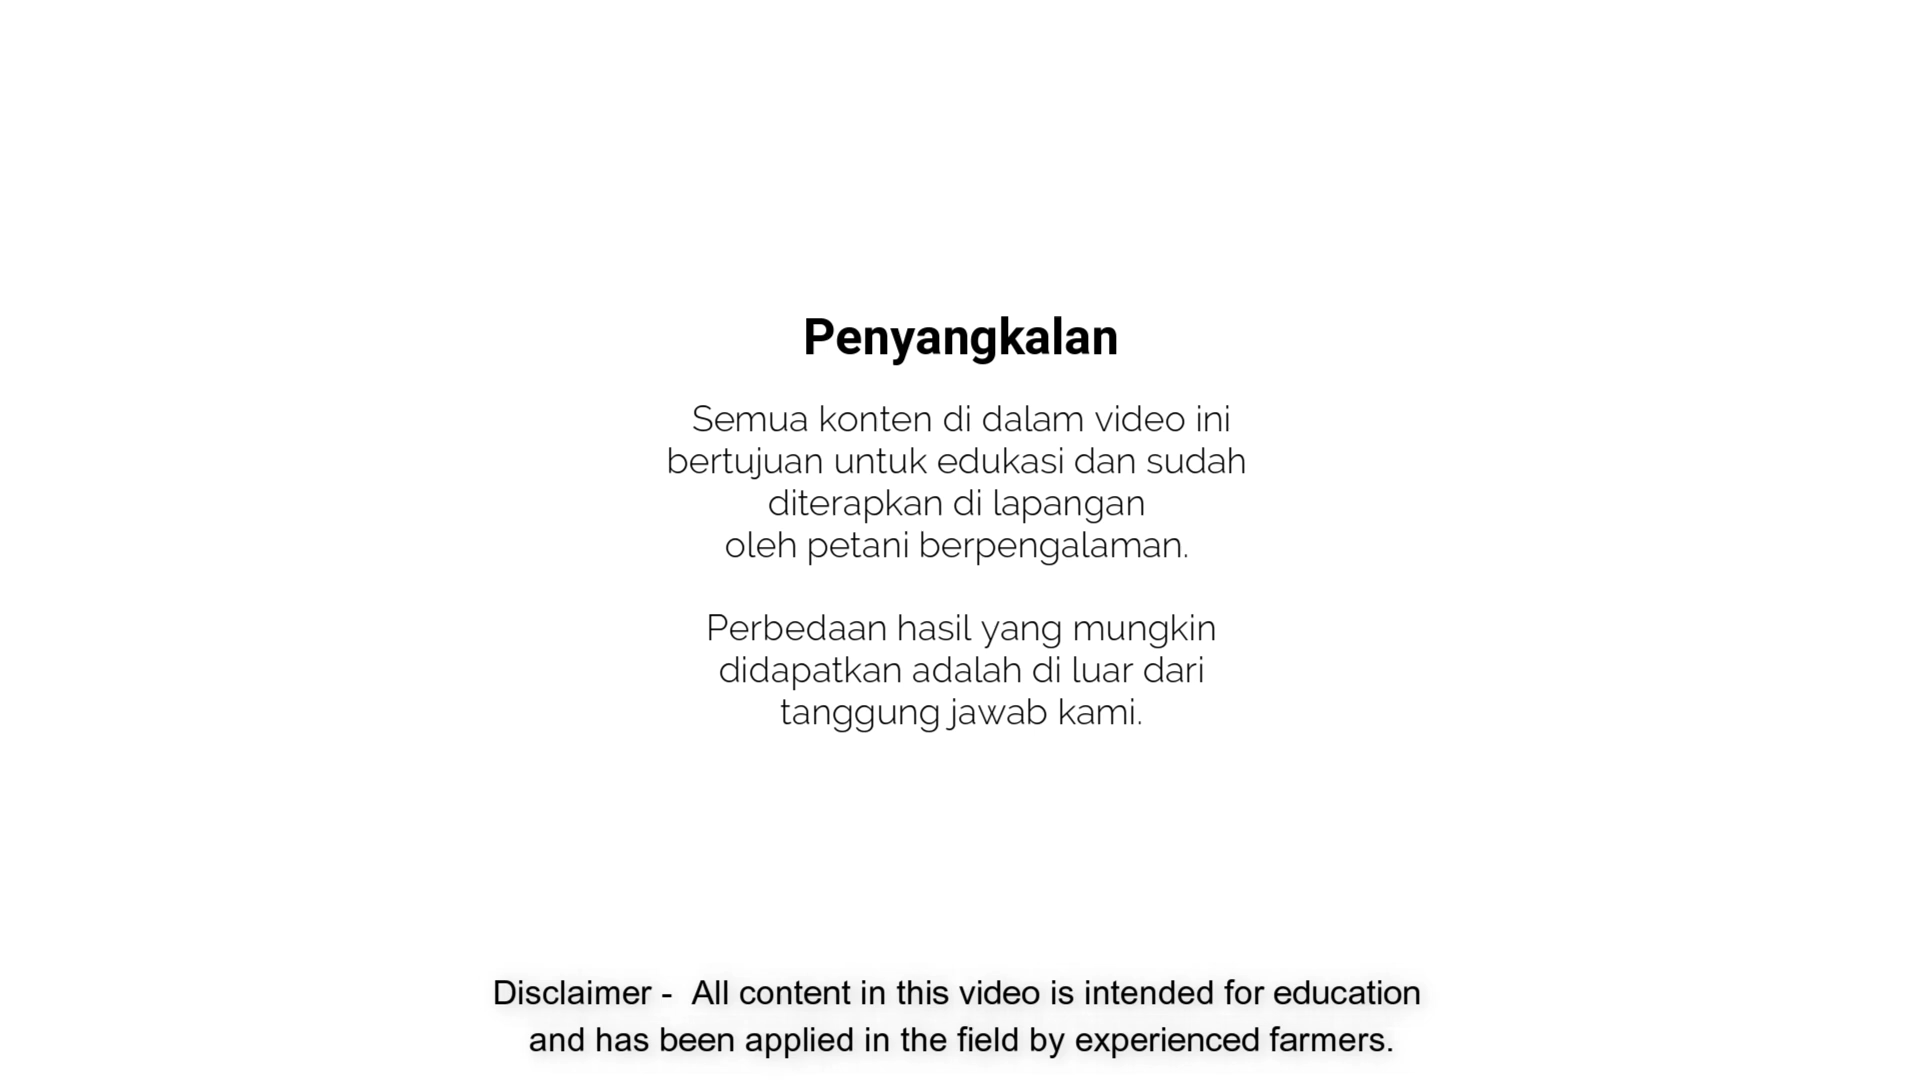 Penyangkalan
Semua konten di dalam video ini
bertujuan untuk edukasi dan sudah
diterapkan di lapangan
oleh petani berpengalaman.
Perbedaan hasil yang mungkin
didapatkan adalah di luar dari
tanggung jawab kami.
Disclaimer - All content in this video is intended for education
and has been applied in the field by experienced farmers.